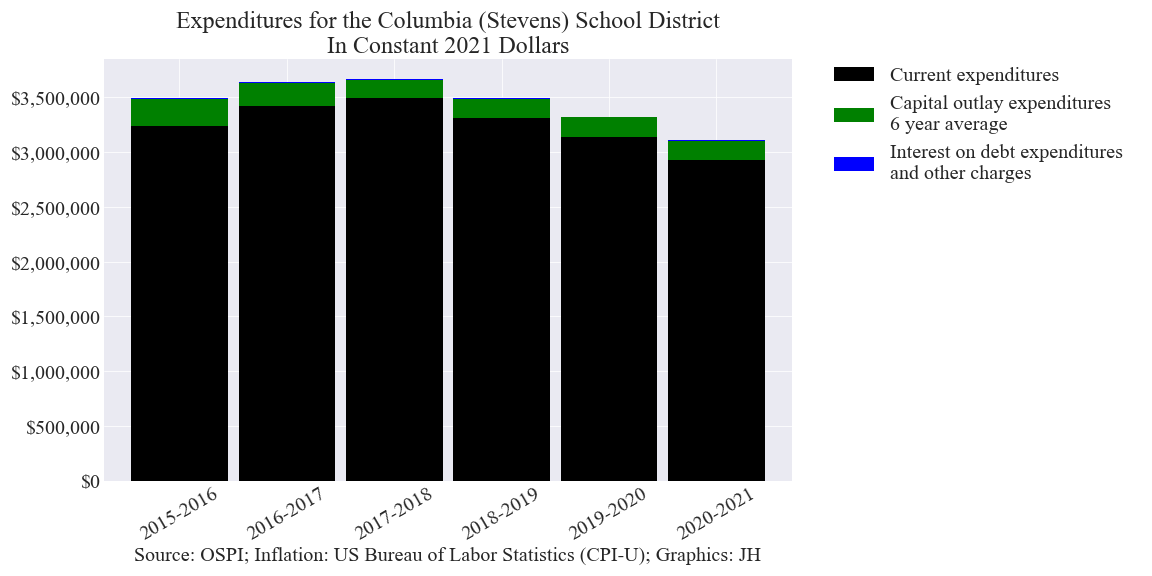 Expenditures for the Columbia (Stevens) School District
In Constant 2021 Dollars
Current expenditures
Capital outlay expenditures
6 year average
Interest on debt expenditures
and other charges
$3,500,000
$3,000,000
$2,500,000
$2,000,000
$1,500,000
$1,000,000
$500,000
$0
2015-2016
2016-2017
2017-2018
2018-2019
2019-2020
2020-2021
Source: OSPI; Inflation: US Bureau of Labor Statistics (CPI-U); Graphics: JH